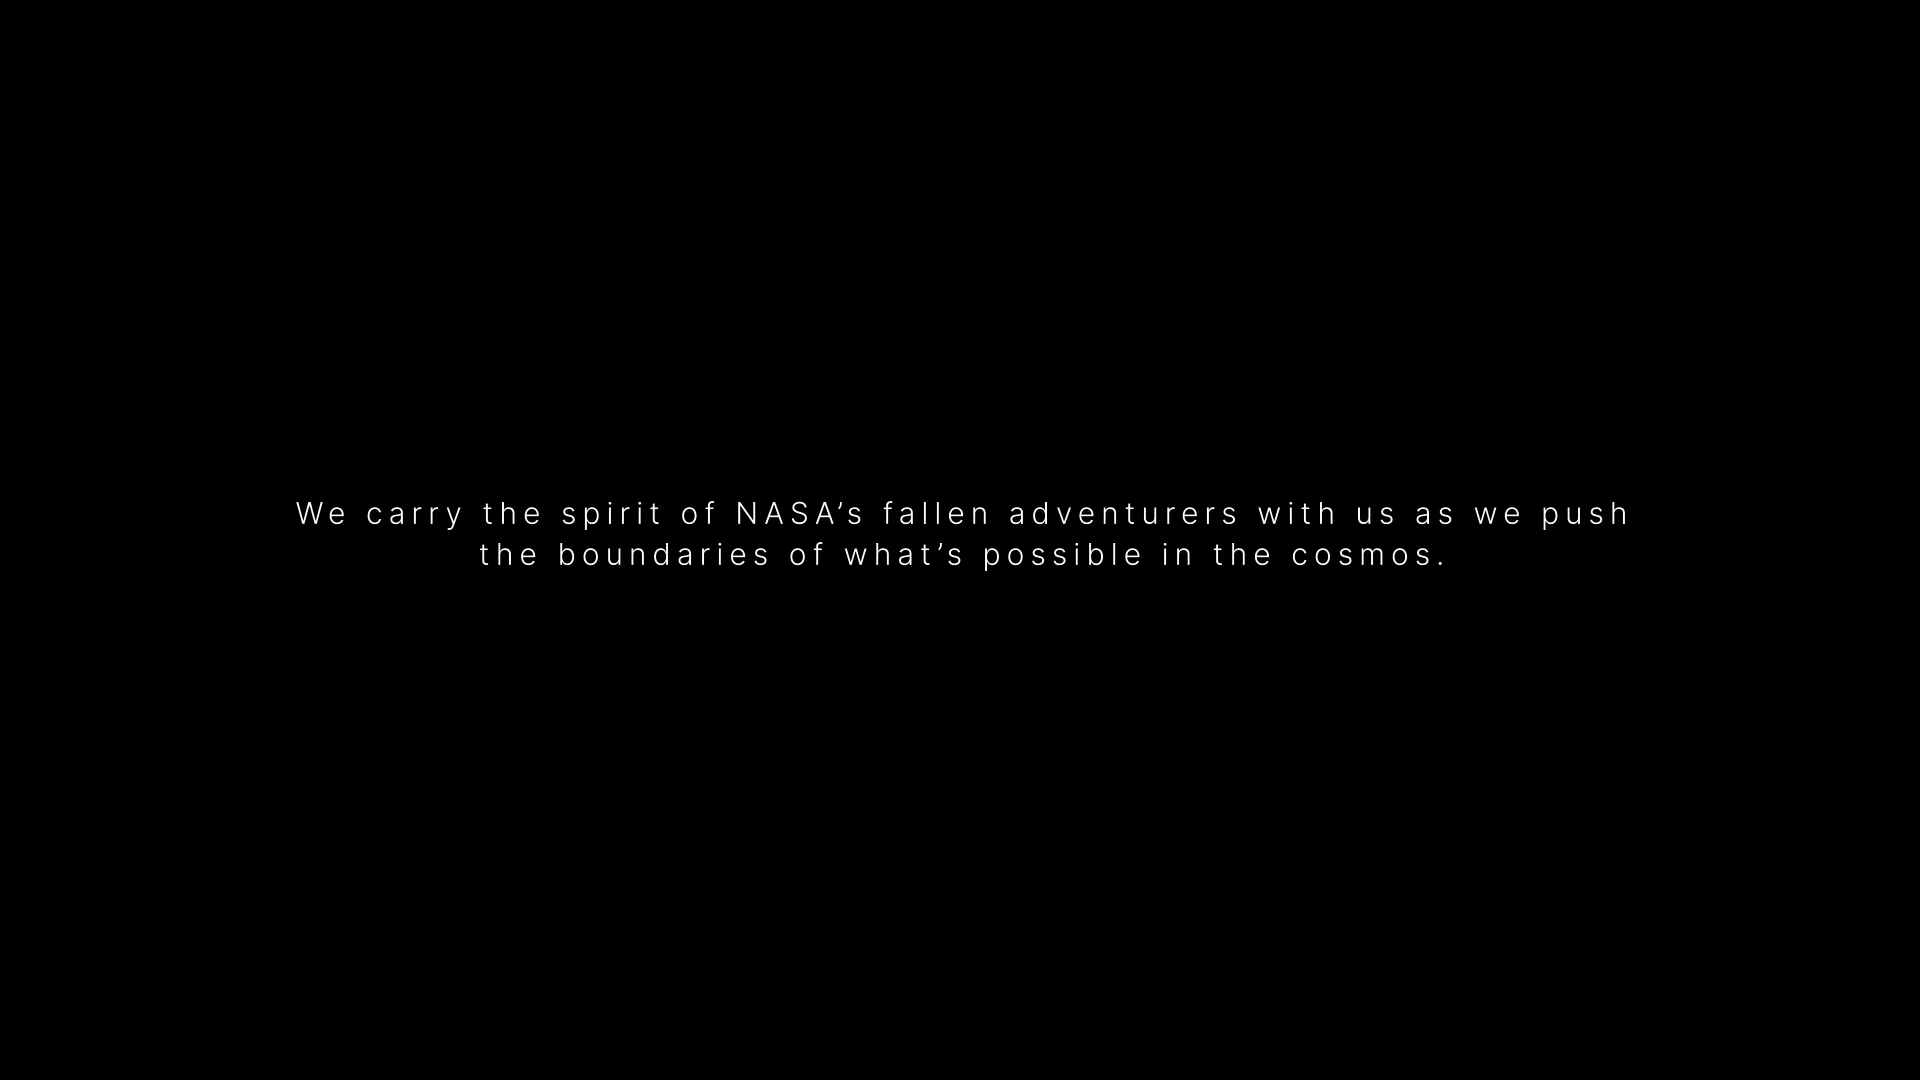 We carry the spirit of NASA’s fallen adventurers with us as we push
the boundaries of what’s possible in the cosmos.